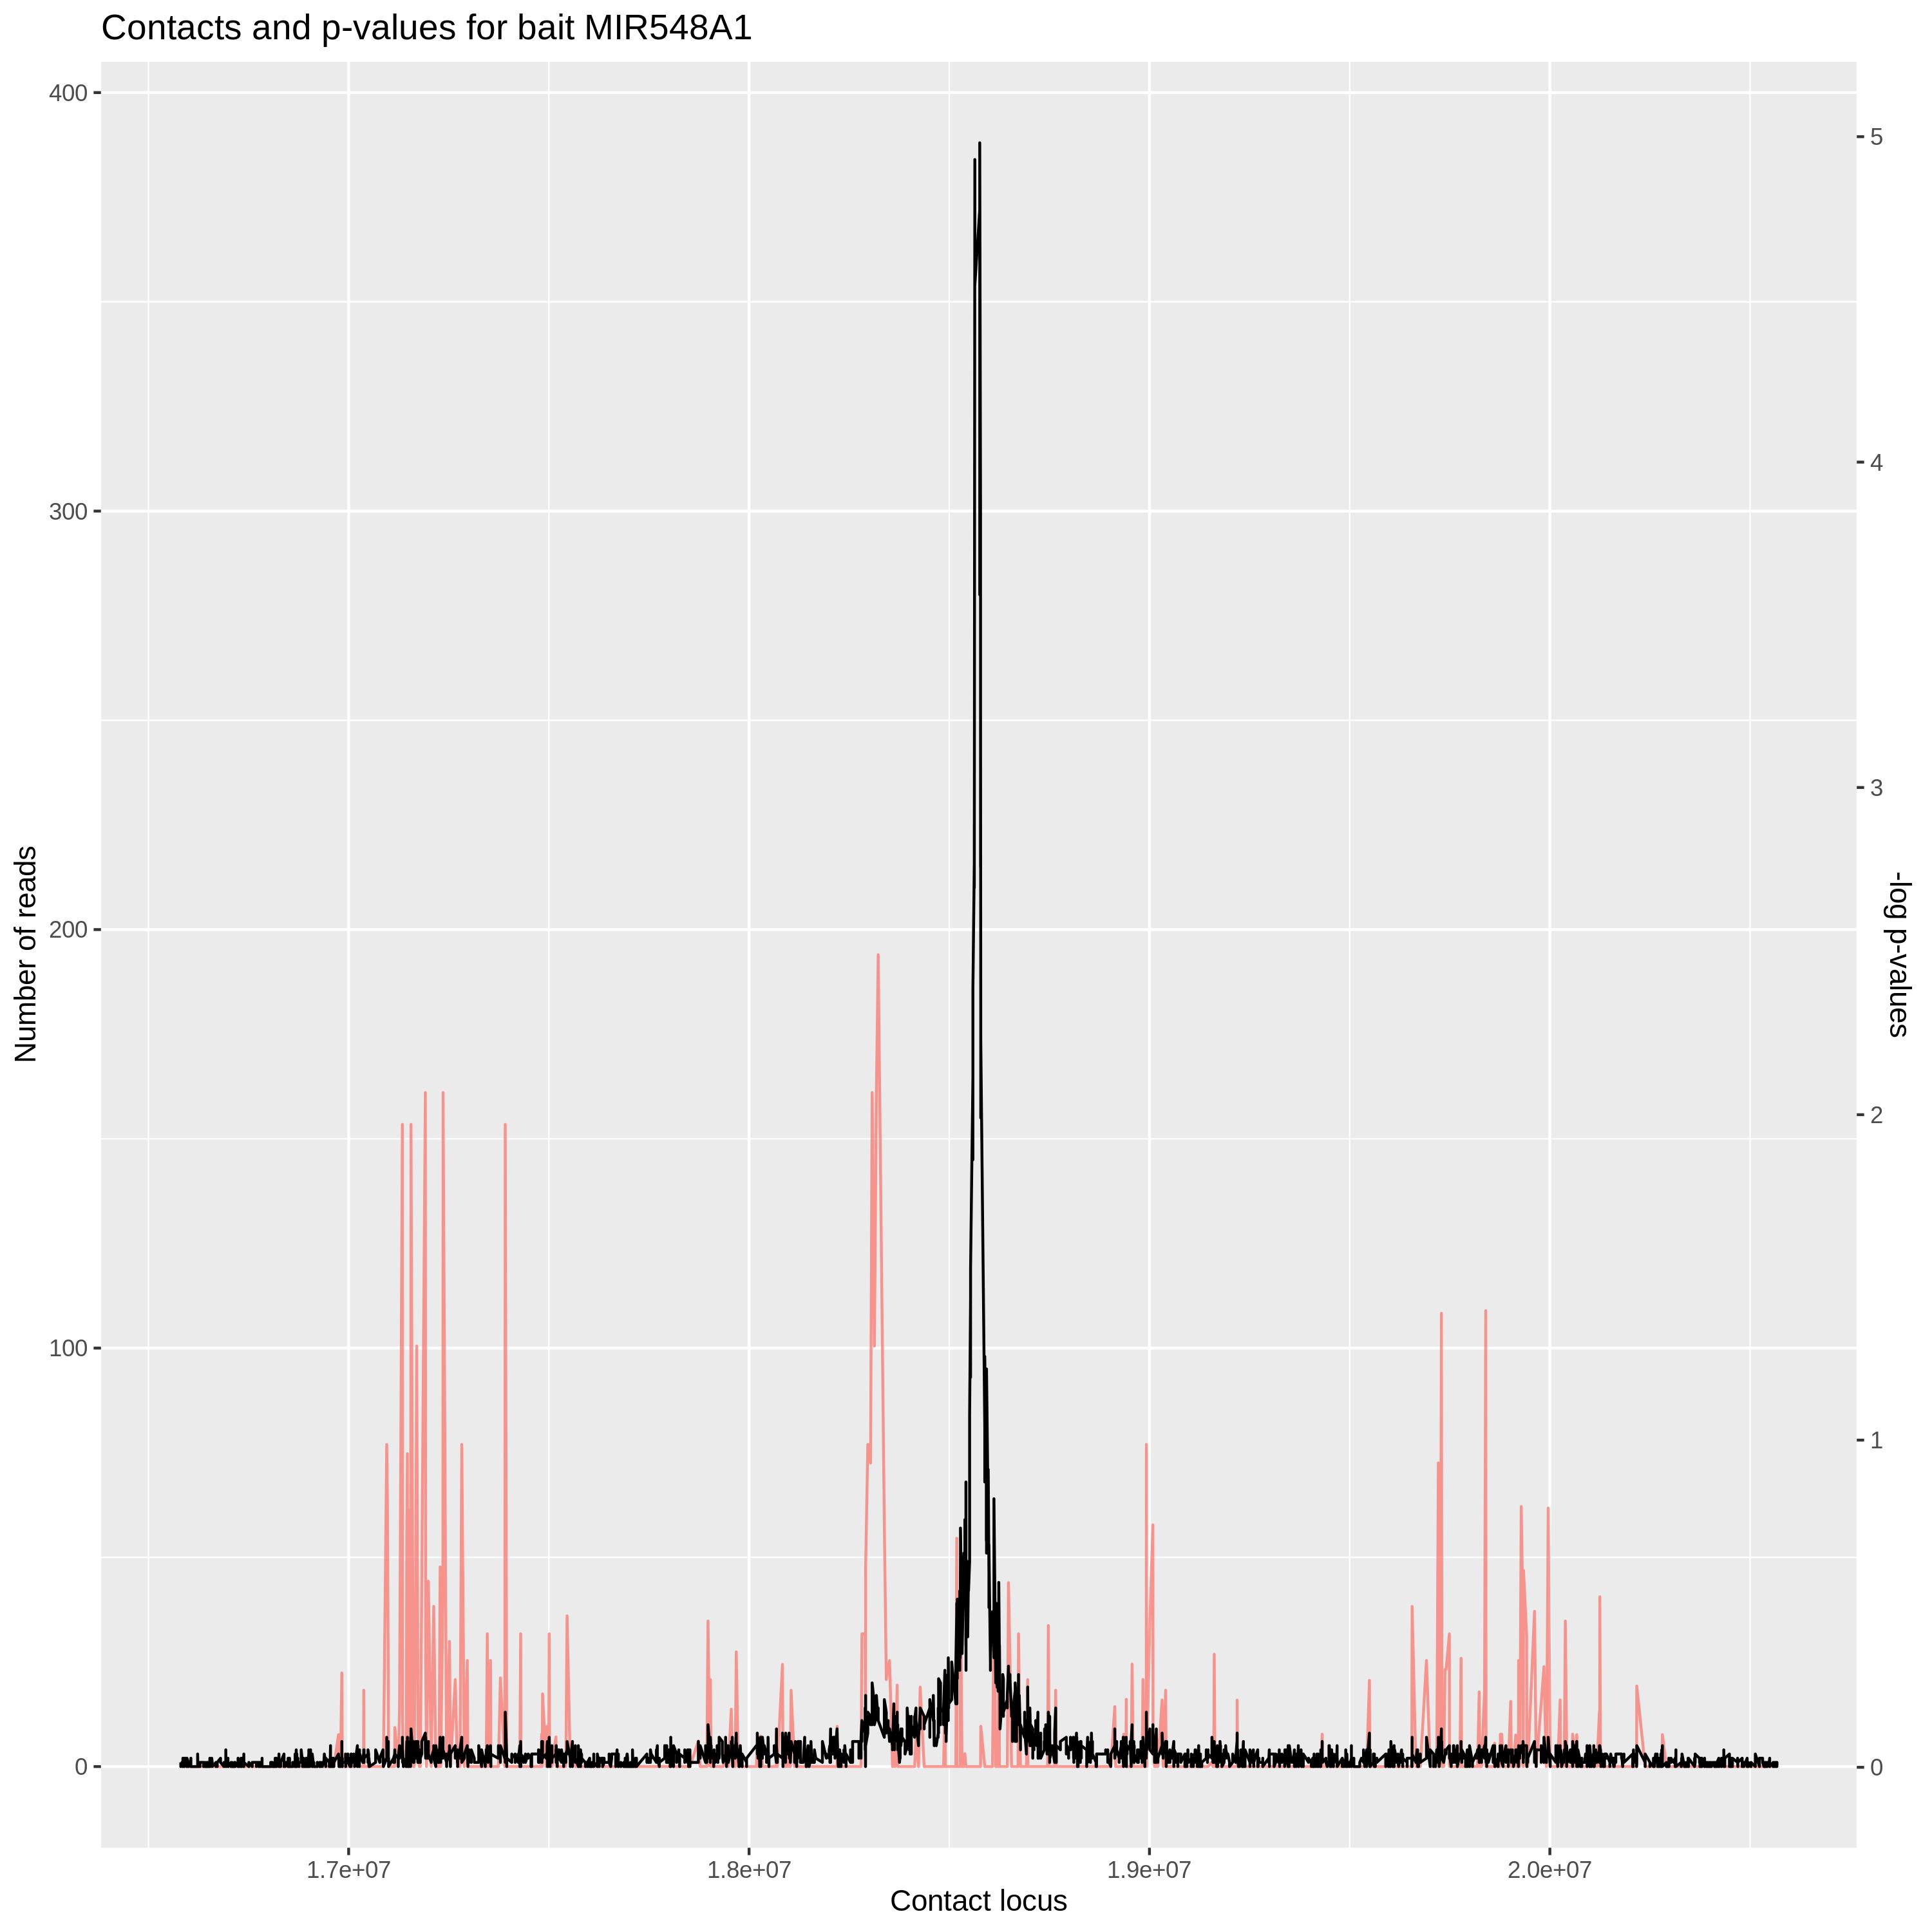 Contacts and p-values for bait MIR548A1
400
300
200
100
0
Number of reads
5
4
3
2
1
0
-log p-values
1.7e+07
1.8e+07
1.9e+07
2.0e+07
Contact locus